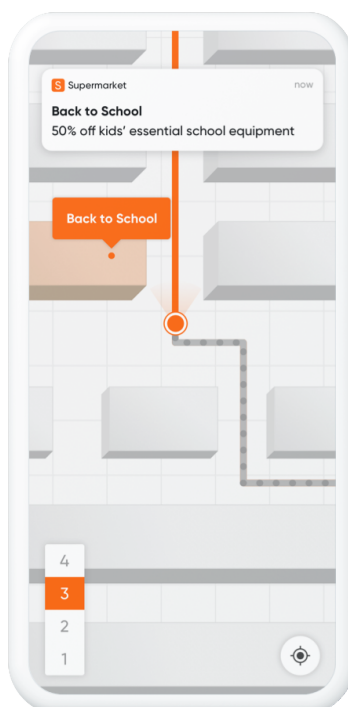 S Supermarket now
Back to School
50% off kids' essential school equipment
Back to School
4
3
2
1